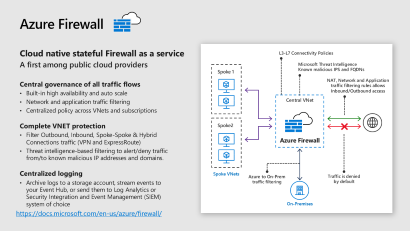 Azure Firewall
Cloud native stateful Firewall as a service
A first among public cloud providers
Central governance of all traffic flows
• Built-in high availability and auto scale
• Network and application traffic filtering
• Centralized policy across VNets and subscriptions
Complete VNET protection
• Filter Outbound, Inbound, Spoke-Spoke & Hybrid
Connections traffic (VPN and ExpressRoute)
• Threat intelligence-based filtering to alert/deny traffic
from/to known malicious IP addresses and domains.
Centralized logging
• Archive logs to a storage account, stream events to
your Event Hub, or send them to Log Analytics or
Security Integration and Event Management (SIEM)
system of choice
https://docs.microsoft.com/en-us/azure/firewall/
L3-L7 Connectivity Policies
Microsoft Threat Intelligence
Known malicious IPS and FQDNs
NAT, Network and Application
traffic filtering rules allows
Inbound/Outbound access
Spoke 1
Central VNet
Spoke2
Azure Firewall
Spoke VNets
Azure to On-Prem
traffic filtering
Traffic is denied
by default
On-Premises